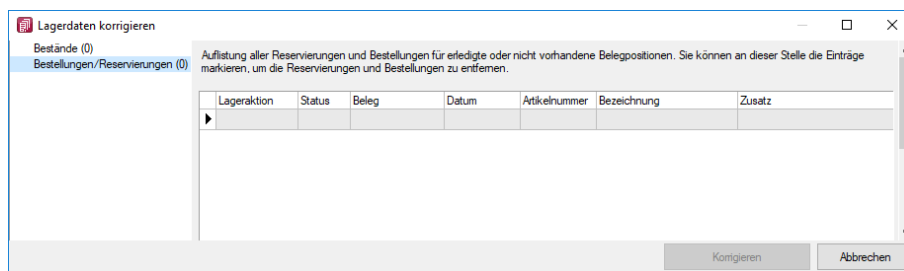 Lagerdaten korrigieren
Bestände (0)
Bestellungen/Reservierungen (0)
Auflistung aller Reservierungen und Bestellungen für erledigte oder nicht vorhandene Belegpositionen. Sie können an dieser Stelle die Einträge
markieren, um die Reservierungen und Bestellungen zu entfernen.
Lageraktion Status Beleg Datum Artikelnummer Bezeichnung Zusatz
Korrigieren Abbrechen